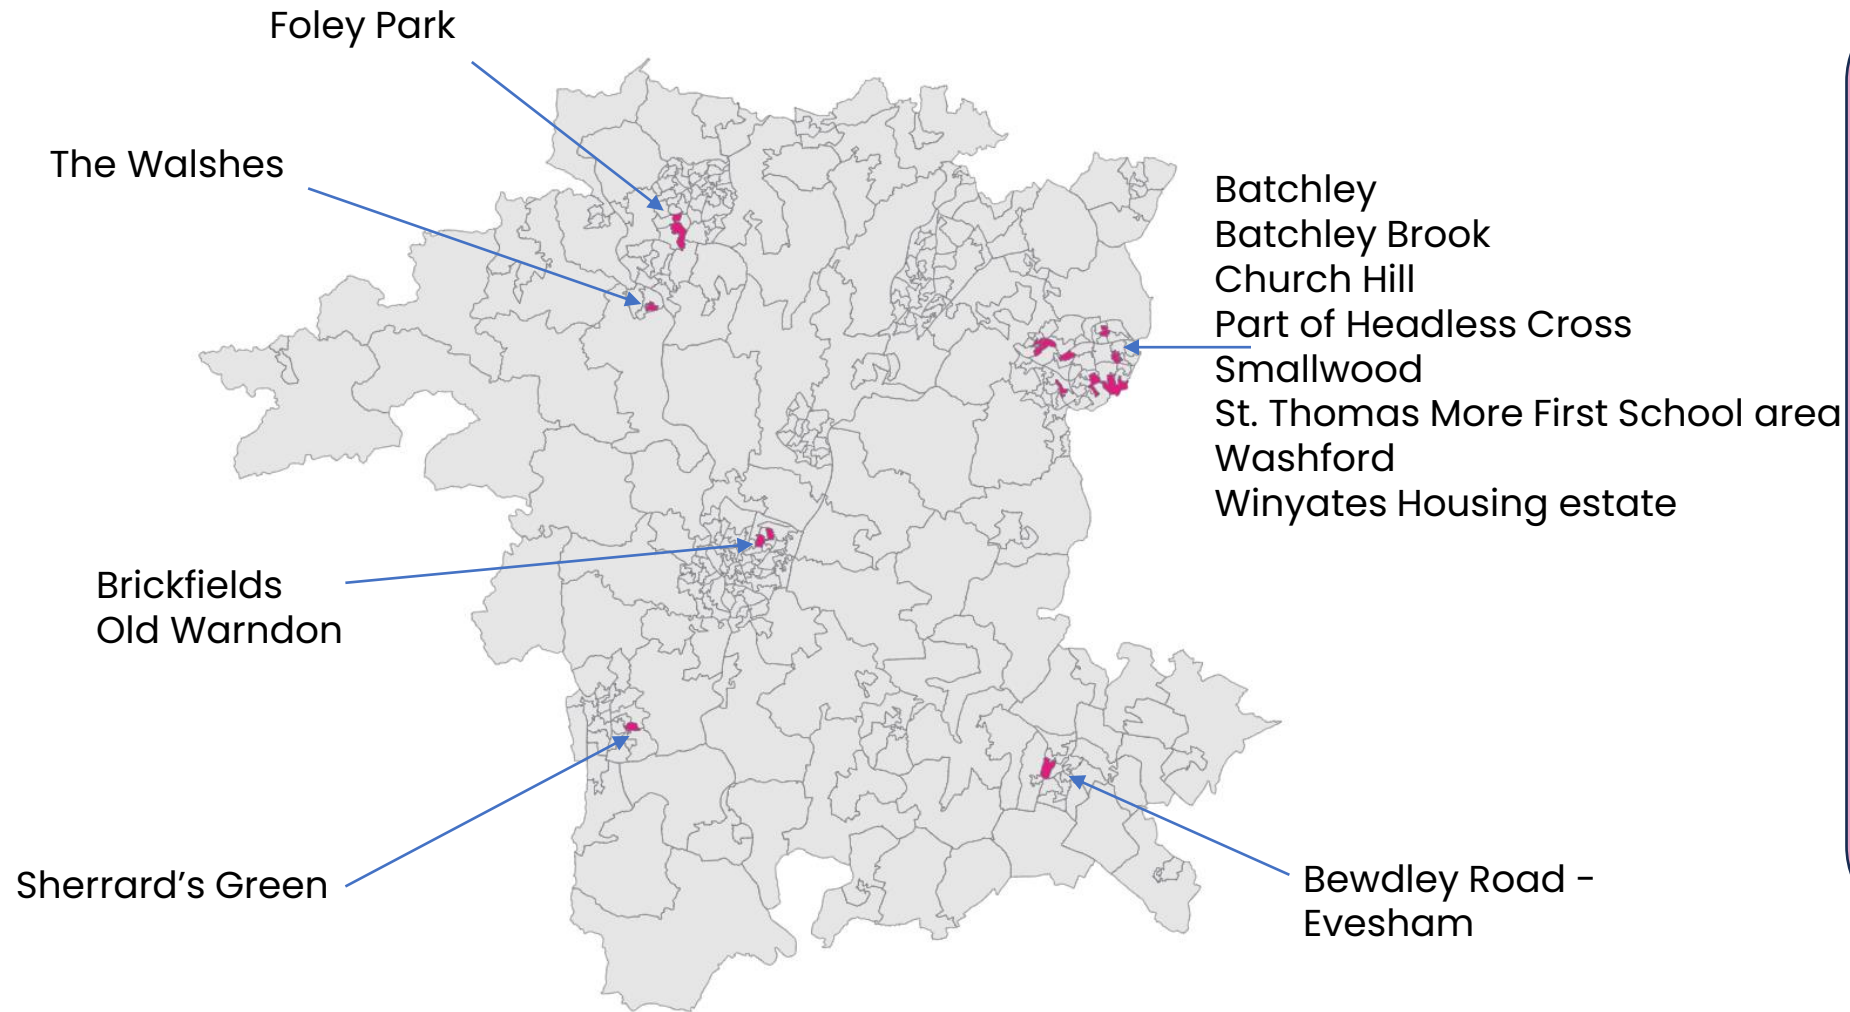 Foley Park
The Walshes
Batchley
Batchley Brook
Church Hill
Part of Headless Cross
Smallwood
St. Thomas More First School area
Washford
Winyates Housing estate
Brickfields
Old Warndon
Sherrard’s Green
Bewdley Road -
Evesham